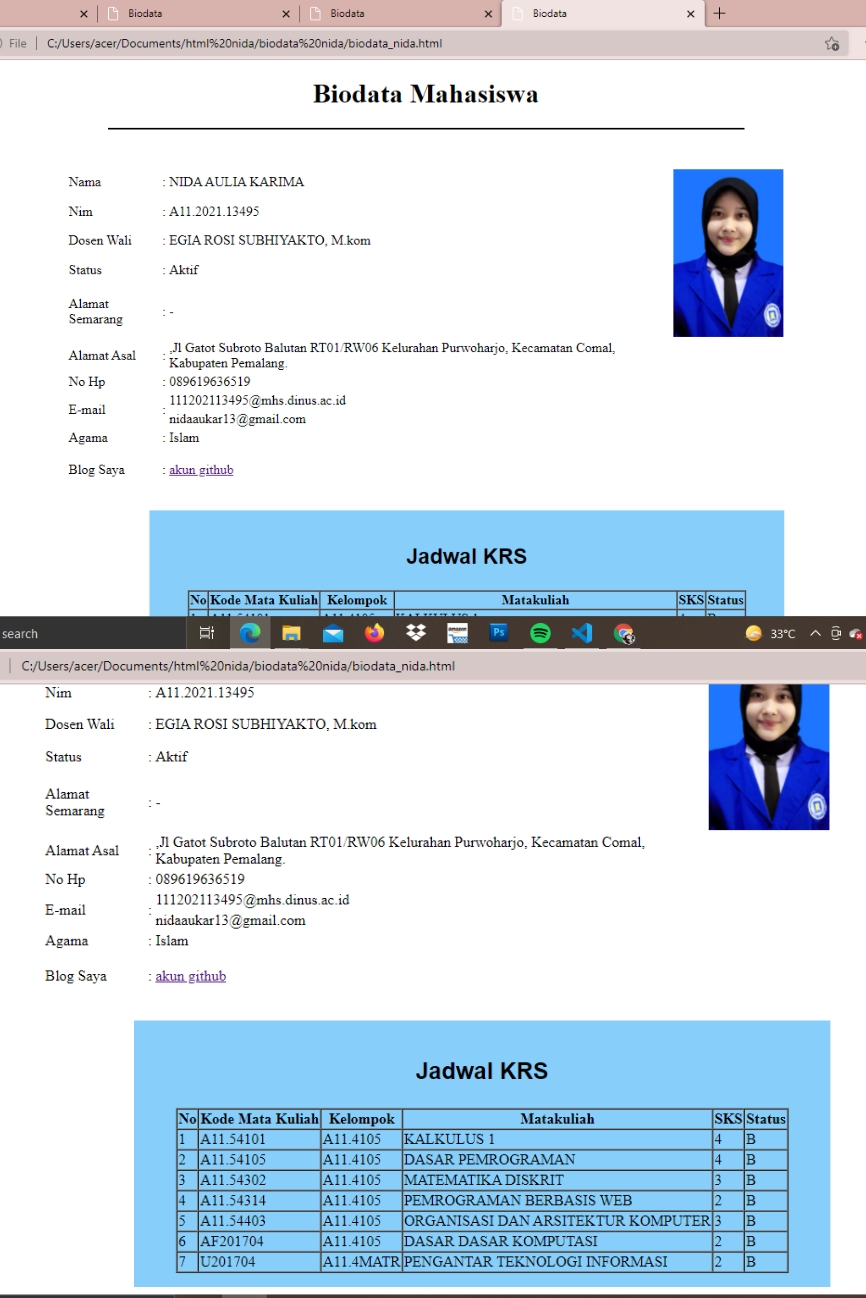 Biodata
Biodata
Biodata
File C:/Users/acer/Documents/html%20nida/biodata%20nida/biodata_nida.html
Biodata Mahasiswa
Nama : NIDA AULIA KARIMA
Nim : A11.2021.13495
Dosen Wali : EGIA ROSI SUBHIYAKTO, M.kom
Status : Aktif
Alamat
Semarang : -
Alamat Asal : ,Jl Gatot Subroto Balutan RT01/RW06 Kelurahan Purwoharjo, Kecamatan Comal,
Kabupaten Pemalang.
No Hp : 089619636519
E-mail : 111202113495@mhs.dinus.ac.id
nidaaukar13@gmail.com
Agama : Islam
Blog Saya : akun github
Jadwal KRS
No Kode Mata Kuliah Kelompok Matakuliah SKS Status
search Ps 33°C
C:/Users/acer/Documents/html%20nida/biodata%20nida/biodata_nida.html
Nim : A11.2021.13495
Dosen Wali : EGIA ROSI SUBHIYAKTO, M.kom
Status : Aktif
Alamat
Semarang : -
Alamat Asal : ,Jl Gatot Subroto Balutan RT01/RW06 Kelurahan Purwoharjo, Kecamatan Comal,
Kabupaten Pemalang.
No Hp : 089619636519
E-mail : 111202113495@mhs.dinus.ac.id
nidaaukar13@gmail.com
Agama : Islam
Blog Saya : akun github
Jadwal KRS
No Kode Mata Kuliah Kelompok Matakuliah SKS Status
1 A11.54101 A11.4105 KALKULUS 1 4 B
2 A11.54105 A11.4105 DASAR PEMROGRAMAN 4 B
3 A11.54302 A11.4105 MATEMATIKA DISKRIT 3 B
4 A11.54314 A11.4105 PEMROGRAMAN BERBASIS WEB 2 B
5 A11.54403 A11.4105 ORGANISASI DAN ARSITEKTUR KOMPUTER 3 B
6 AF201704 A11.4105 DASAR DASAR KOMPUTASI 2 B
7 U201704 A11.4MATR PENGANTAR TEKNOLOGI INFORMASI 2 B